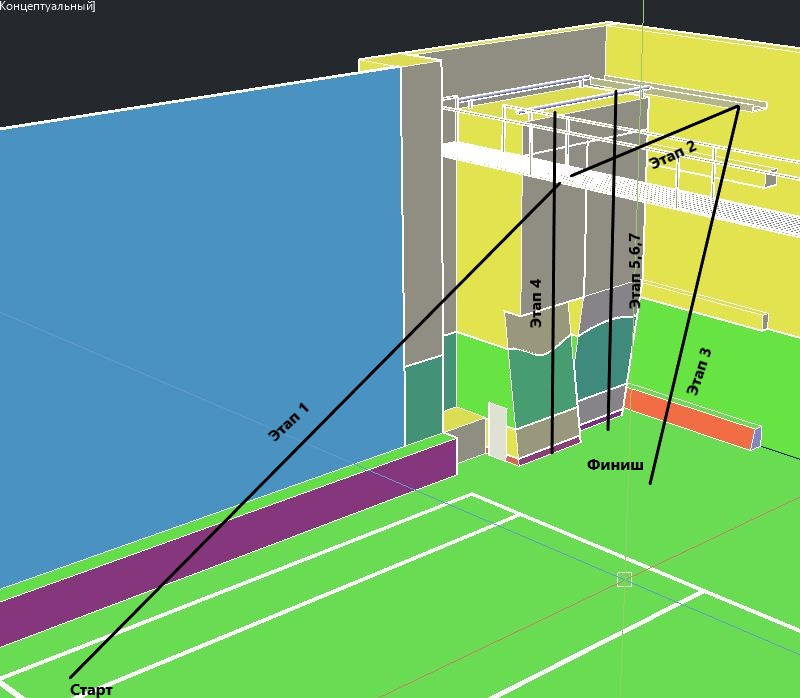 Концептуальный]
Этап 2
Этап 5,6,7
Этап 4
Этап 3
Этап 1
Финиш
Старт